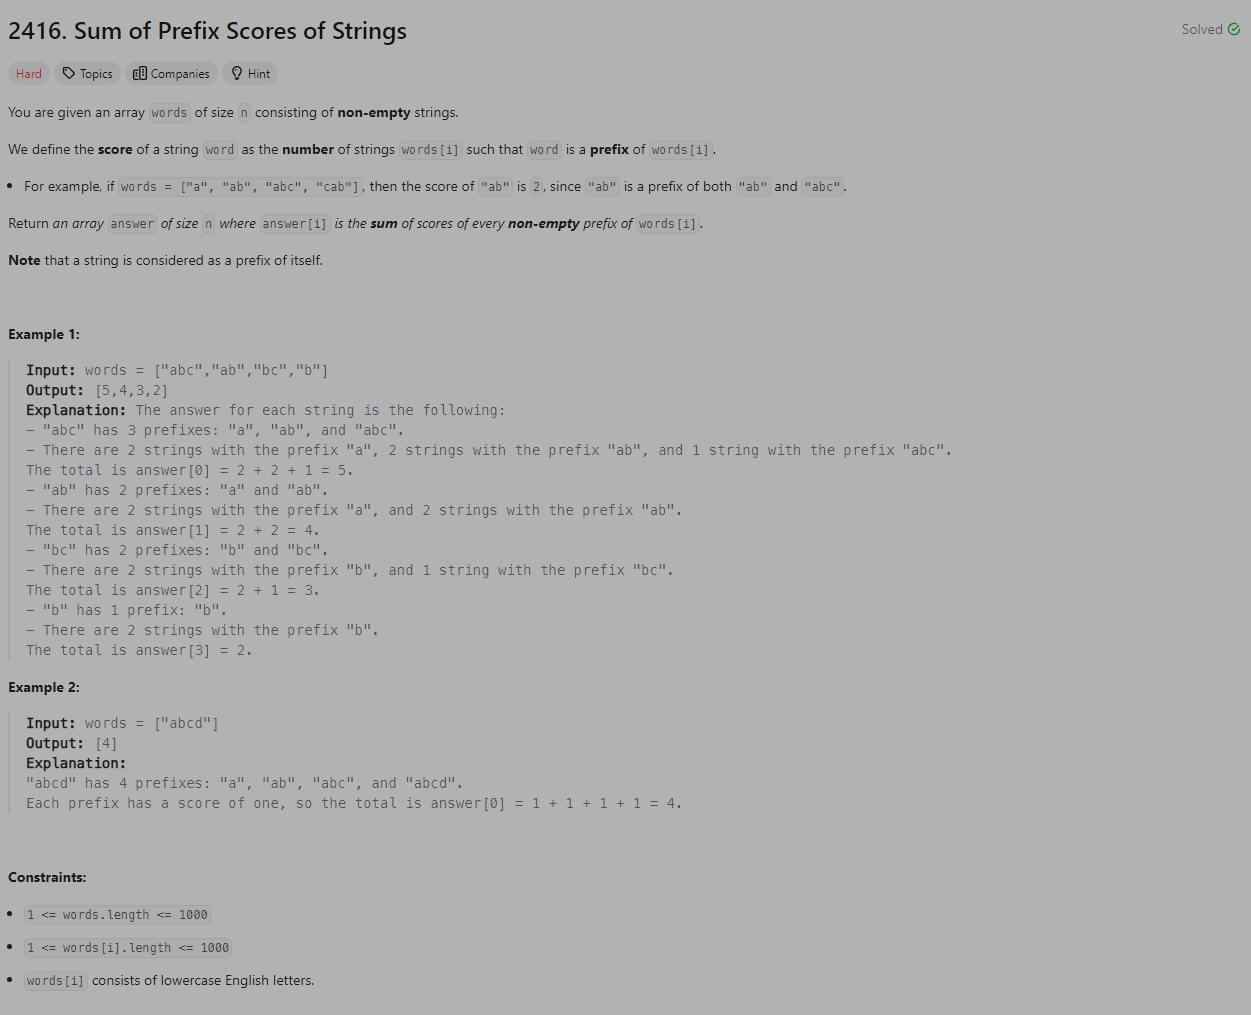 2416. Sum of Prefix Scores of Strings
Solved
Hard Topics Companies Hint
You are given an array words of size n consisting of non-empty strings.
We define the score of a string word as the number of strings words[i] such that word is a prefix of words[i].
• For example, if words = ["a", "ab", "abc", "cab"], then the score of "ab" is 2, since "ab" is a prefix of both "ab" and "abc".
Return an array answer of size n where answer[i] is the sum of scores of every non-empty prefix of words[i].
Note that a string is considered as a prefix of itself.
Example 1:
Input: words = ["abc","ab","bc","b"]
Output: [5,4,3,2]
Explanation: The answer for each string is the following:
- "abc" has 3 prefixes: "a", "ab", and "abc".
- There are 2 strings with the prefix "a", 2 strings with the prefix "ab", and 1 string with the prefix "abc".
The total is answer[0] = 2 + 2 + 1 = 5.
- "ab" has 2 prefixes: "a" and "ab".
- There are 2 strings with the prefix "a", and 2 strings with the prefix "ab".
The total is answer[1] = 2 + 2 = 4.
- "bc" has 2 prefixes: "b" and "bc".
- There are 2 strings with the prefix "b", and 1 string with the prefix "bc".
The total is answer[2] = 2 + 1 = 3.
- "b" has 1 prefix: "b".
- There are 2 strings with the prefix "b".
The total is answer[3] = 2.
Example 2:
Input: words = ["abcd"]
Output: [4]
Explanation:
"abcd" has 4 prefixes: "a", "ab", "abc", and "abcd".
Each prefix has a score of one, so the total is answer[0] = 1 + 1 + 1 + 1 = 4.
Constraints:
• 1 <= words.length <= 1000
• 1 <= words[i].length <= 1000
• words[i] consists of lowercase English letters.